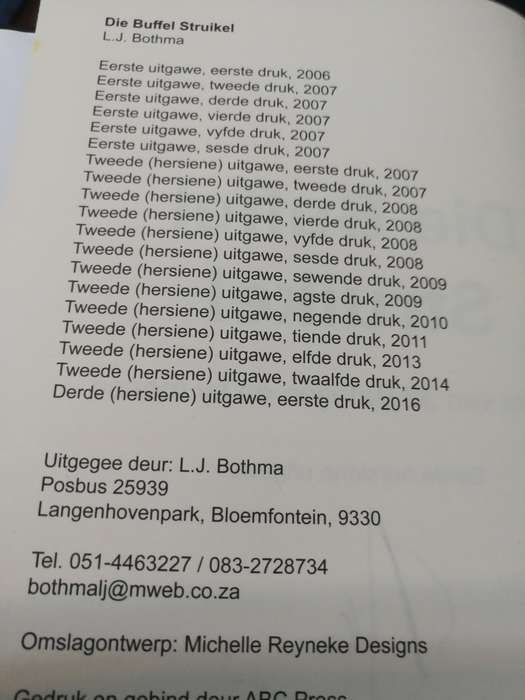 Die Buffel Struikel
L.J. Bothma
Eerste uitgawe, eerste druk, 2006
Eerste uitgawe, tweede druk, 2007
Eerste uitgawe, derde druk, 2007
Eerste uitgawe, vierde druk, 2007
Eerste uitgawe, vyfde druk, 2007
Eerste uitgawe, sesde druk, 2007
Tweede (hersiene) uitgawe, eerste druk, 2007
Tweede (hersiene) uitgawe, tweede druk, 2007
Tweede (hersiene) uitgawe, derde druk, 2008
Tweede (hersiene) uitgawe, vierde druk, 2008
Tweede (hersiene) uitgawe, vyfde druk, 2008
Tweede (hersiene) uitgawe, sesde druk, 2008
Tweede (hersiene) uitgawe, sewende druk, 2009
Tweede (hersiene) uitgawe, agste druk, 2009
Tweede (hersiene) uitgawe, negende druk, 2010
Tweede (hersiene) uitgawe, tiende druk, 2011
Tweede (hersiene) uitgawe, elfde druk, 2013
Tweede (hersiene) uitgawe, twaalfde druk, 2014
Derde (hersiene) uitgawe, eerste druk, 2016
Uitgegee deur: L.J. Bothma
Posbus 25939
Langenhovenpark, Bloemfontein, 9330
Tel. 051-4463227 / 083-2728734
bothmalj@mweb.co.za
Omslagontwerp: Michelle Reyneke Designs
Gedruk en gebind deur ABC Press